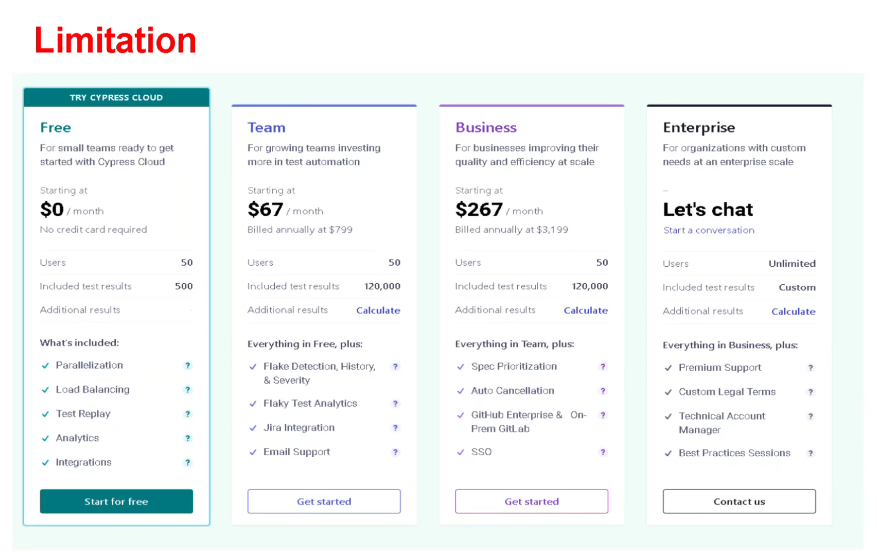 Limitation
TRY CYPRESS CLOUD
Free
For small teams ready to get
started with Cypress Cloud
Starting at
$0 / month
No credit card required
Users 50
Included test results 500
Additional results -
What's included:
Parallelization ?
Load Balancing ?
Test Replay ?
Analytics ?
Integrations ?
Start for free
Team
For growing teams investing
more in test automation
Starting at
$67 / month
Billed annually at $799
Users 50
Included test results 120,000
Additional results Calculate
Everything in Free, plus:
Flake Detection, History, ?
& Severity
Flaky Test Analytics ?
Jira Integration ?
Email Support ?
Get started
Business
For businesses improving their
quality and efficiency at scale
Starting at
$267 / month
Billed annually at $3,199
Users 50
Included test results 120,000
Additional results Calculate
Everything in Team, plus:
Spec Prioritization ?
Auto Cancellation ?
GitHub Enterprise & On- ?
Prem GitLab
SSO ?
Get started
Enterprise
For organizations with custom
needs at an enterprise scale
–
Let's chat
Start a conversation
Users Unlimited
Included test results Custom
Additional results Calculate
Everything in Business, plus:
Premium Support ?
Custom Legal Terms ?
Technical Account ?
Manager
Best Practices Sessions ?
Contact us